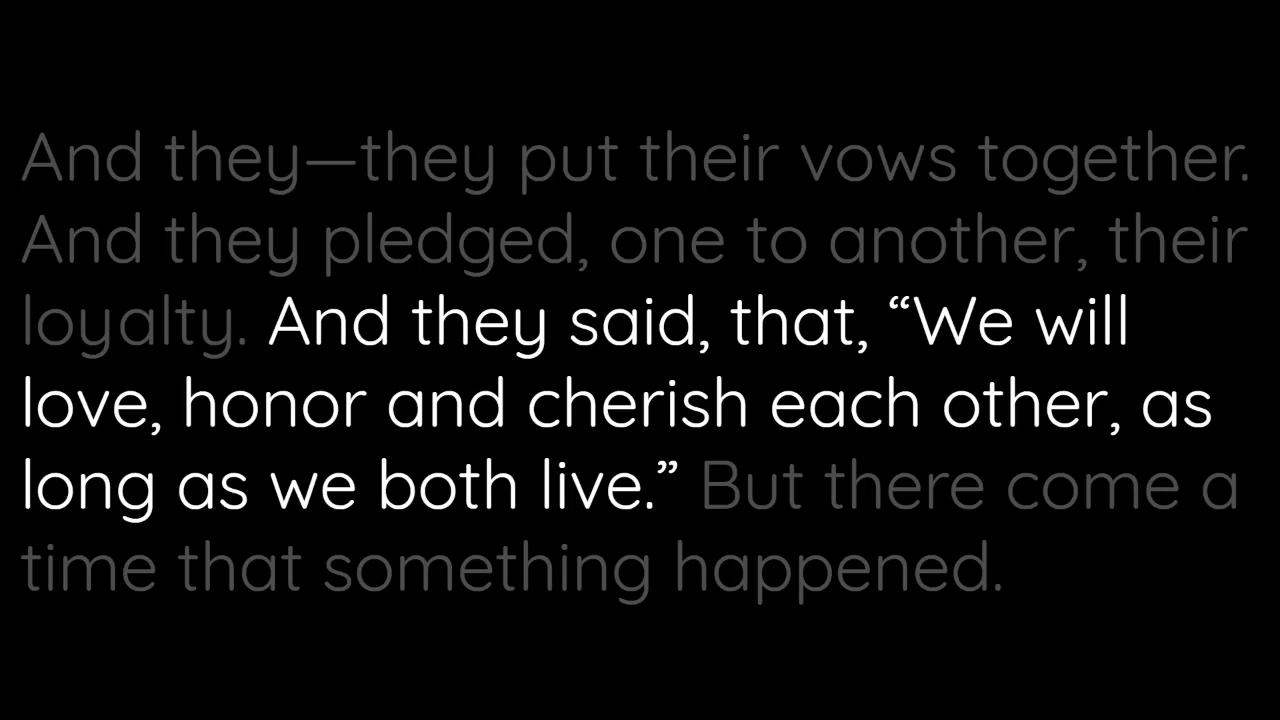 And they—they put their vows together.
And they pledged, one to another, their
loyalty. And they said, that, “We will
love, honor and cherish each other, as
long as we both live.” But there come a
time that something happened.